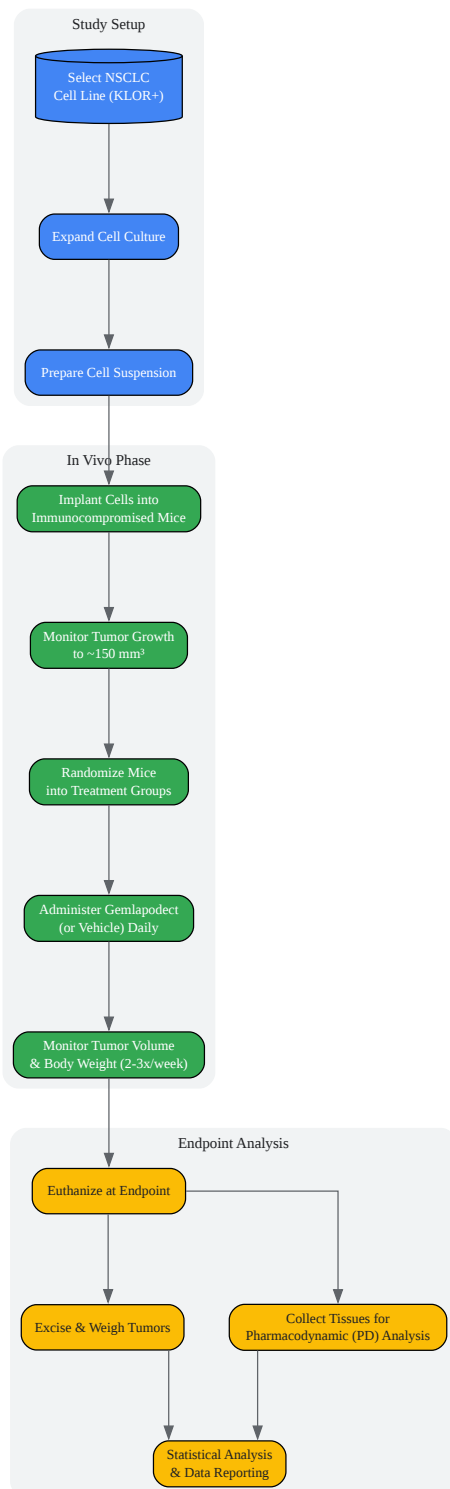 Study Setup
Select NSCLC
Cell Line (KLOR+)
Expand Cell Culture
Prepare Cell Suspension
In Vivo Phase
Implant Cells into
Immunocompromised Mice
Monitor Tumor Growth
to ~150 mm³
Randomize Mice
into Treatment Groups
Administer Gemlapodect
(or Vehicle) Daily
Monitor Tumor Volume
& Body Weight (2-3x/week)
Endpoint Analysis
Euthanize at Endpoint
Excise & Weigh Tumors
Collect Tissues for
Pharmacodynamic (PD) Analysis
Statistical Analysis
& Data Reporting